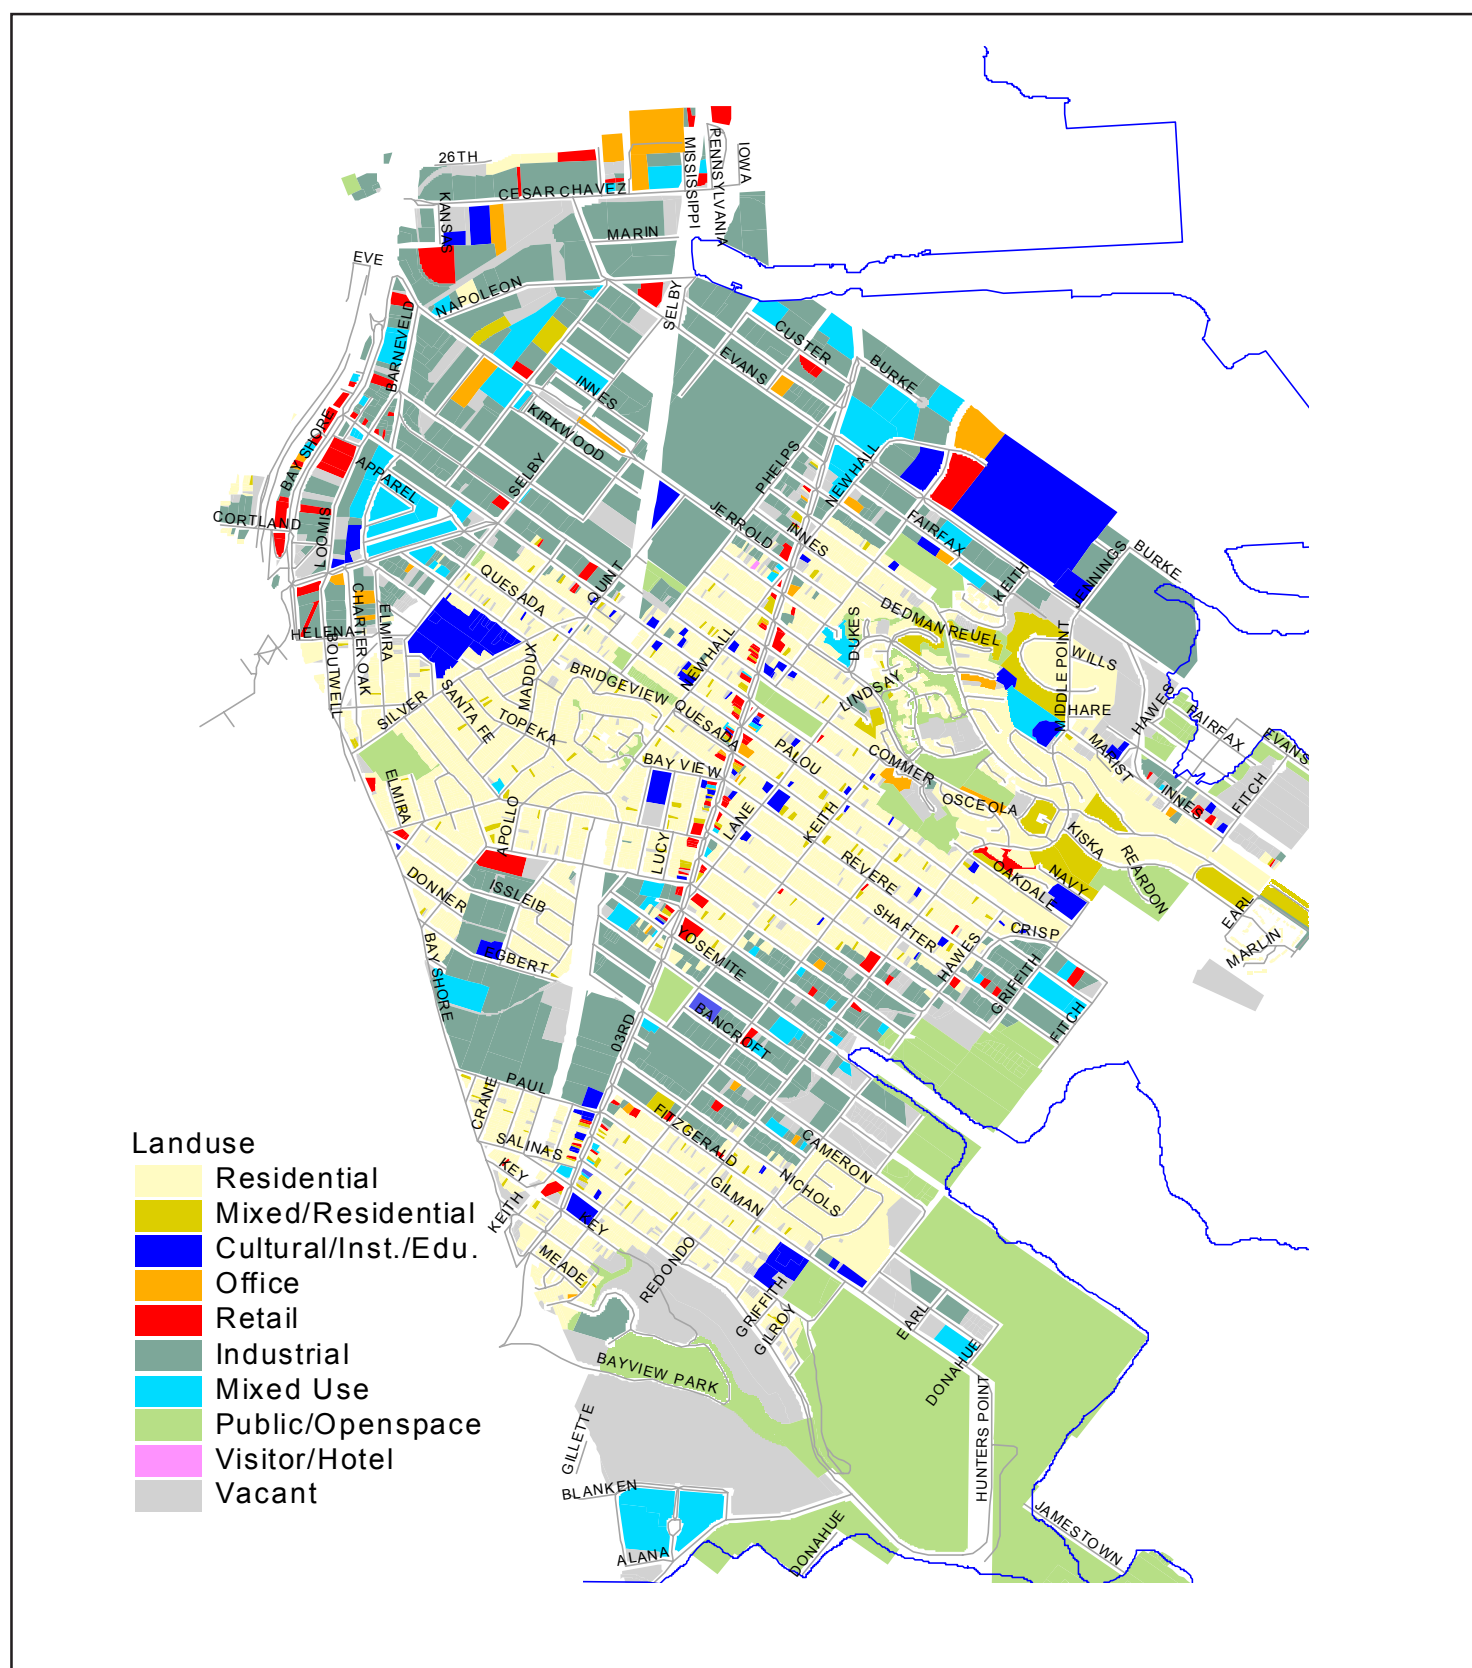 26TH
MISSISSIPPI
PENNSYLVANIA
IOWA
CESAR CHAVEZ
KANSAS
MARIN
EVE
NAPOLEON
SELBY
BARNEVELD
CUSTER
EVANS
BURKE
INNES
KIRKWOOD
BAY SHORE
APPAREL
SELBY
PHELPS
NEWHALL
CORTLAND
LOOMIS
JERROLD
INNES
FAIRFAX
KEITH
JENNINGS
BURKE
QUESADA
QUINT
CHARTER OAK
ELMIRA
HELENA
BOUTWELL
DUKES
DEDMAN
REUEL
MIDDLE POINT
WILLS
NEWHALL
MADDUX
BRIDGEVIEW
SILVER
SANTA FE
TOPEKA
QUESADA
LINDSAY
HARE
HAWES
FAIRFAX
EVANS
PALOU
COMMER
MARIST
BAY VIEW
ELMIRA
APOLLO
LANE
KEITH
OSCEOLA
INNES
FITCH
LUCY
KISKA
REARDON
REVERE
OAKDALE
NAVY
DONNER
ISSLEIB
SHAFTER
CRISP
EARL
MARLIN
BAY SHORE
EGBERT
YOSEMITE
HAWES
GRIFFITH
FITCH
03RD
BANCROFT
PAUL
CRANE
FITZGERALD
CAMERON
SALINAS
KEY
NICHOLS
GILMAN
KEITH
KEY
MEADE
REDONDO
GRIFFITH
GILROY
EARL
DONAHUE
BAYVIEW PARK
HUNTERS POINT
GILLETTE
BLANKEN
ALANA
DONAHUE
JAMESTOWN
Landuse
Residential
Mixed/Residential
Cultural/Inst./Edu.
Office
Retail
Industrial
Mixed Use
Public/Openspace
Visitor/Hotel
Vacant